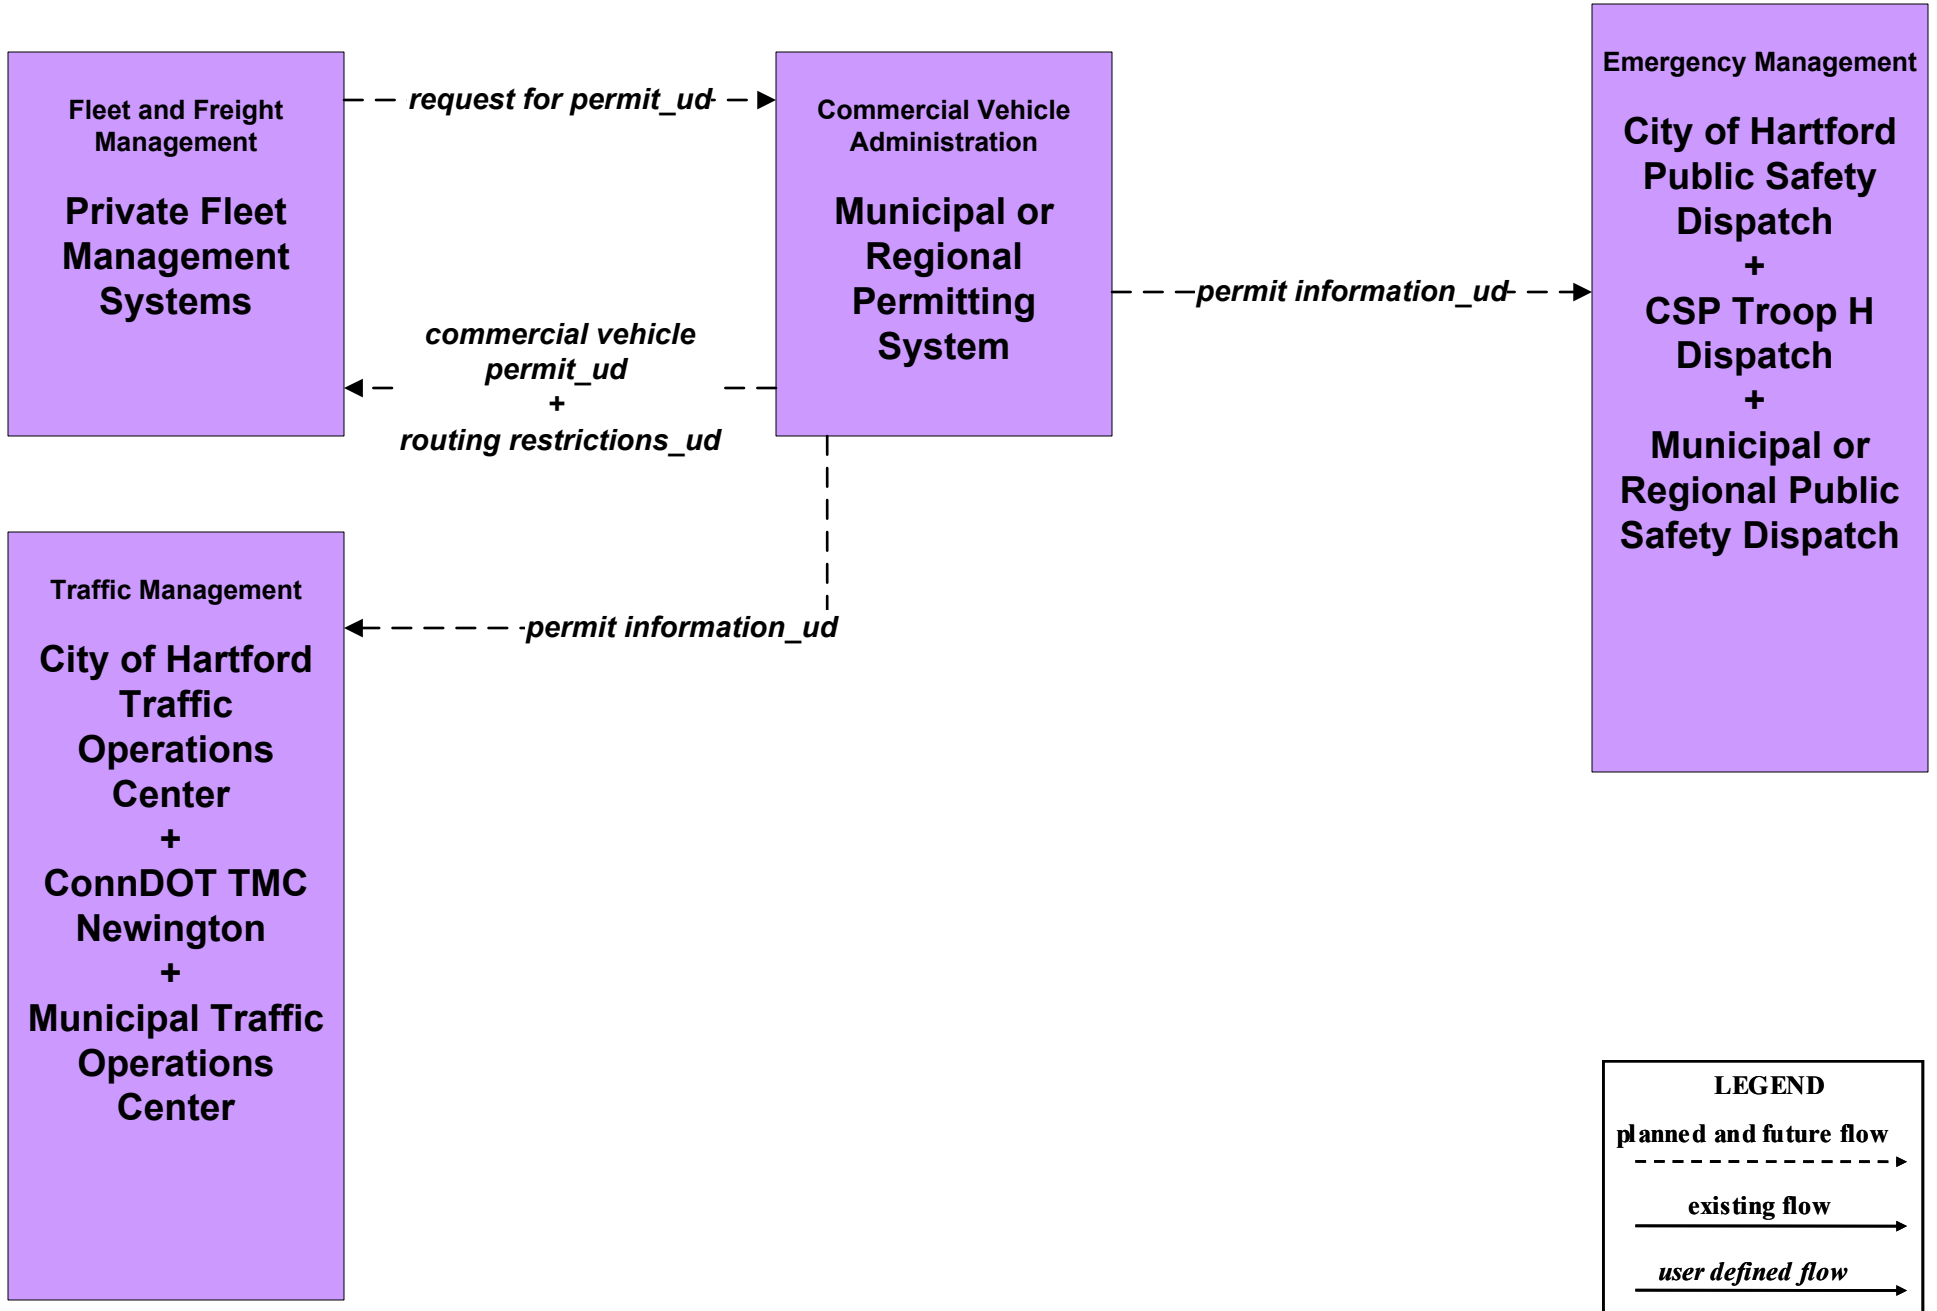 Fleet and Freight
Management
Private Fleet
Management
Systems
request for permit_ud
Commercial Vehicle
Administration
Municipal or
Regional
Permitting
System
commercial vehicle
permit_ud
+
routing restrictions_ud
permit information_ud
Emergency Management
City of Hartford
Public Safety
Dispatch
+
CSP Troop H
Dispatch
+
Municipal or
Regional Public
Safety Dispatch
Traffic Management
City of Hartford
Traffic
Operations
Center
+
ConnDOT TMC
Newington
+
Municipal Traffic
Operations
Center
permit information_ud
LEGEND
planned and future flow
existing flow
user defined flow